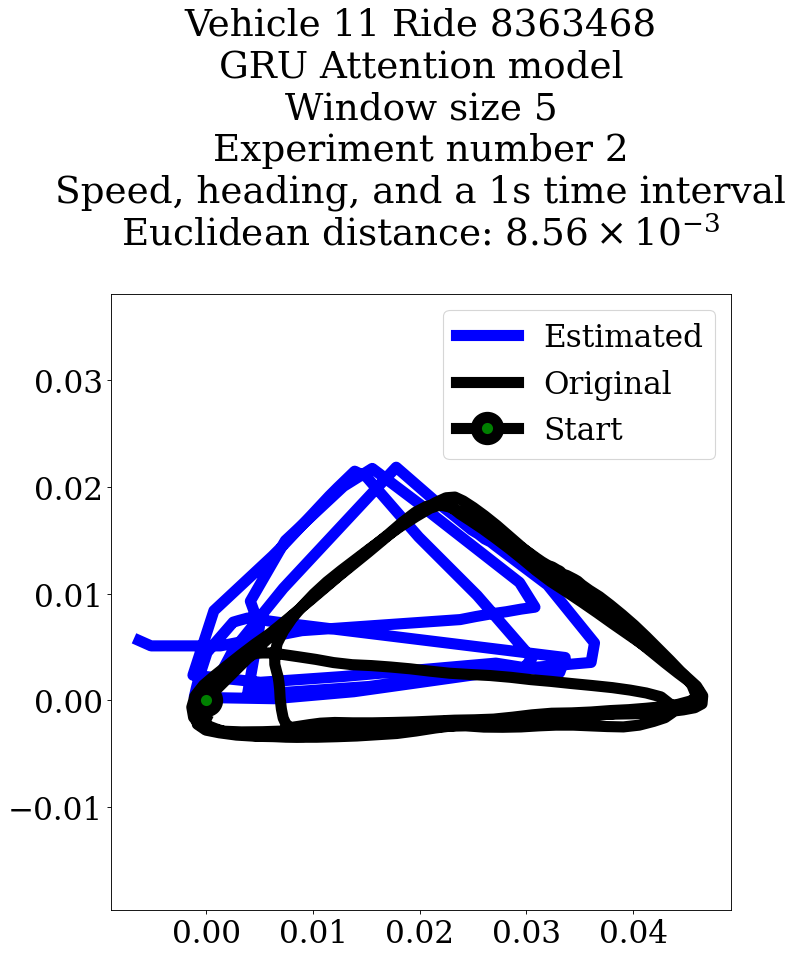 Vehicle 11 Ride 8363468
GRU Attention model
Window size 5
Experiment number 2
Speed, heading, and a 1s time interval
Euclidean distance: 8.56 × 10⁻³
Estimated
Original
Start
0.03
0.02
0.01
0.00
−0.01
0.00 0.01 0.02 0.03 0.04